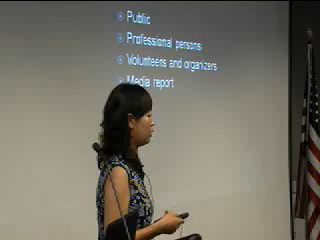 Public
Professional persons
Volunteers and organizers
Media report